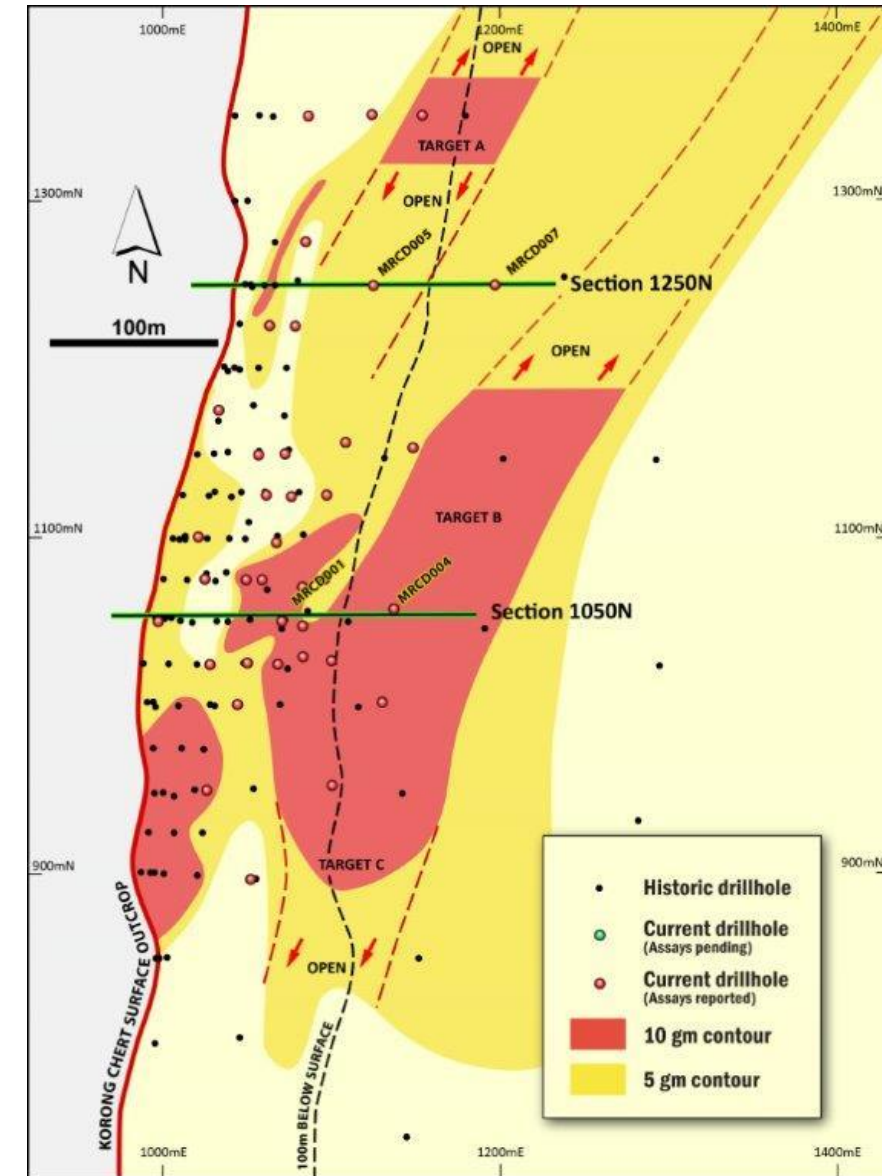 1000mE
1200mE
1400mE
OPEN
TARGET A
1300mN
1300mN
OPEN
N
MRCD005
MRCD007
Section 1250N
100m
OPEN
TARGET B
1100mN
1100mN
MRCD001
MRCD004
Section 1050N
TARGET C
900mN
900mN
OPEN
KORONG CHERT SURFACE OUTCROP
100m BELOW SURFACE
Historic drillhole
Current drillhole
(Assays pending)
Current drillhole
(Assays reported)
10 gm contour
5 gm contour
1000mE
1200mE
1400mE